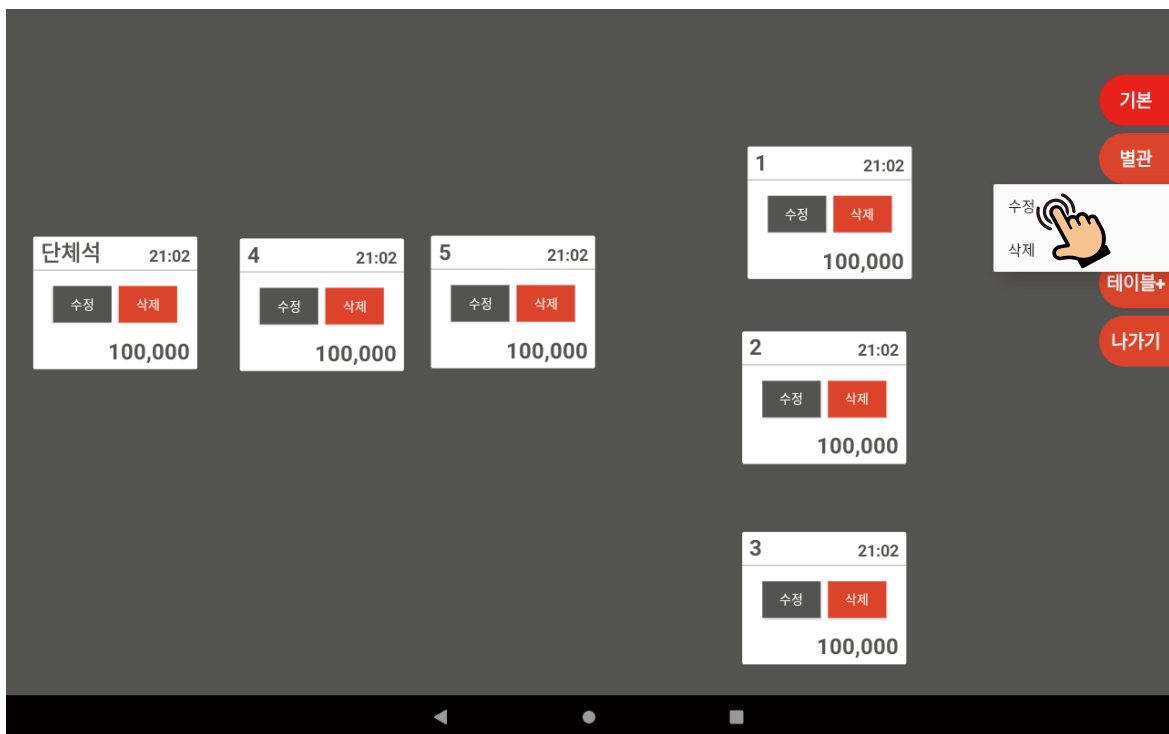 기본
별관
1 21:02
수정 삭제
100,000
수정
삭제
단체석 21:02
수정 삭제
100,000
4 21:02
수정 삭제
100,000
5 21:02
수정 삭제
100,000
테이블+
나가기
2 21:02
수정 삭제
100,000
3 21:02
수정 삭제
100,000